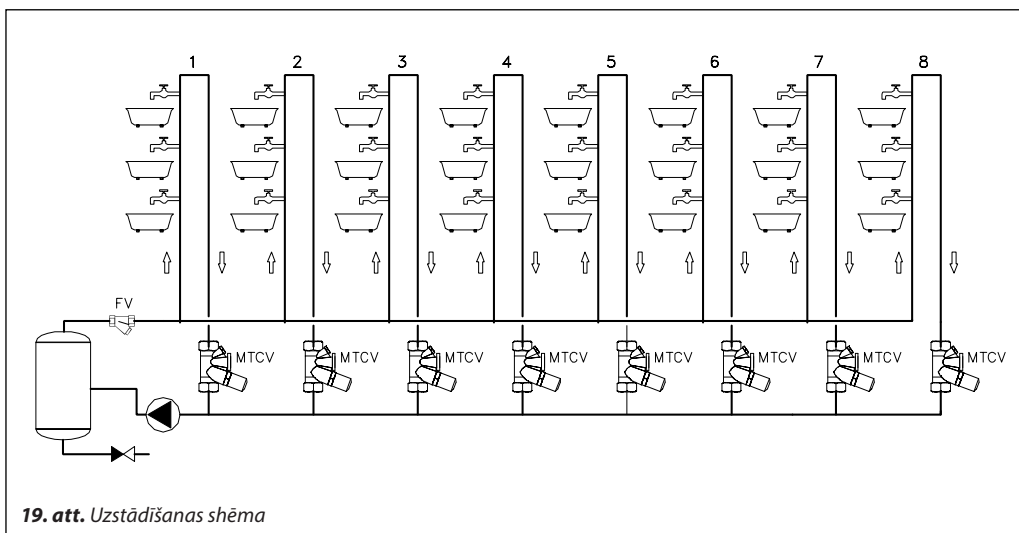 1 2 3 4 5 6 7 8
FV
MTCV MTCV MTCV MTCV MTCV MTCV MTCV MTCV
19. att. Uzstādīšanas shēma